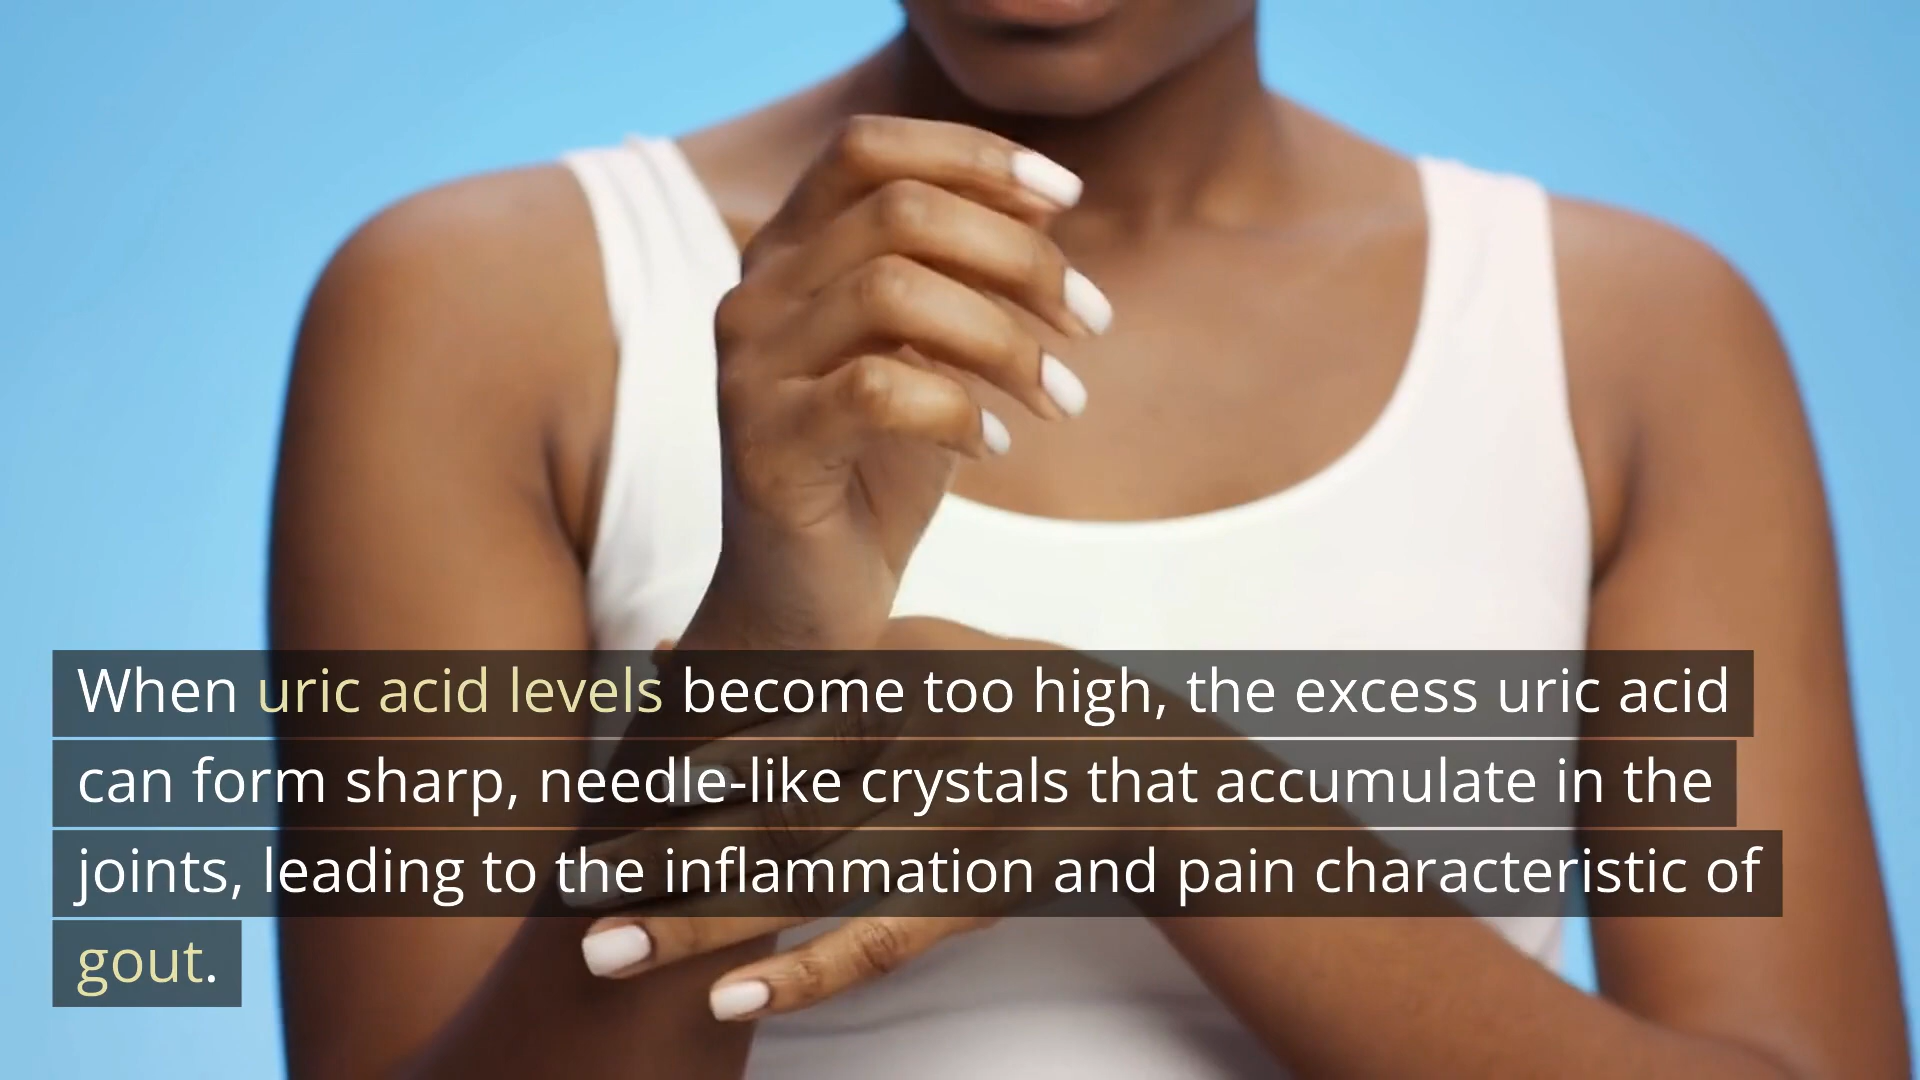 When uric acid levels become too high, the excess uric acid
can form sharp, needle-like crystals that accumulate in the
joints, leading to the inflammation and pain characteristic of
gout.